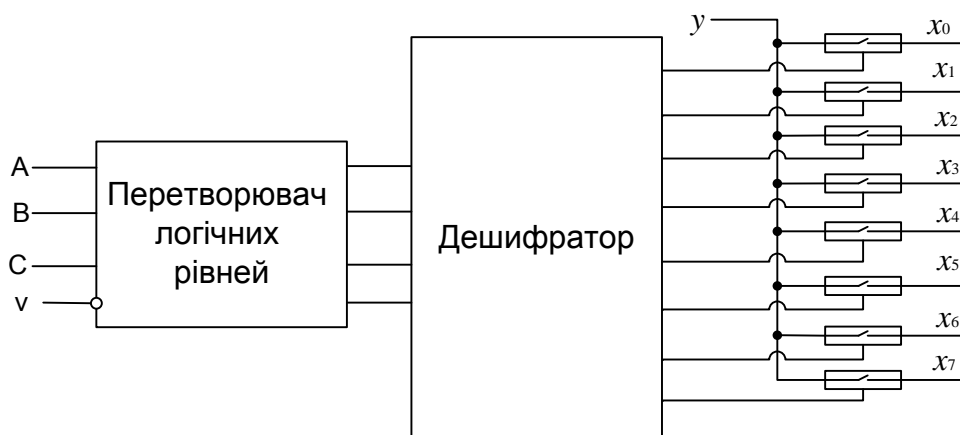 y
x0
x1
x2
x3
x4
x5
x6
x7
A
B
C
v
Перетворювач
логічних
рівней
Дешифратор